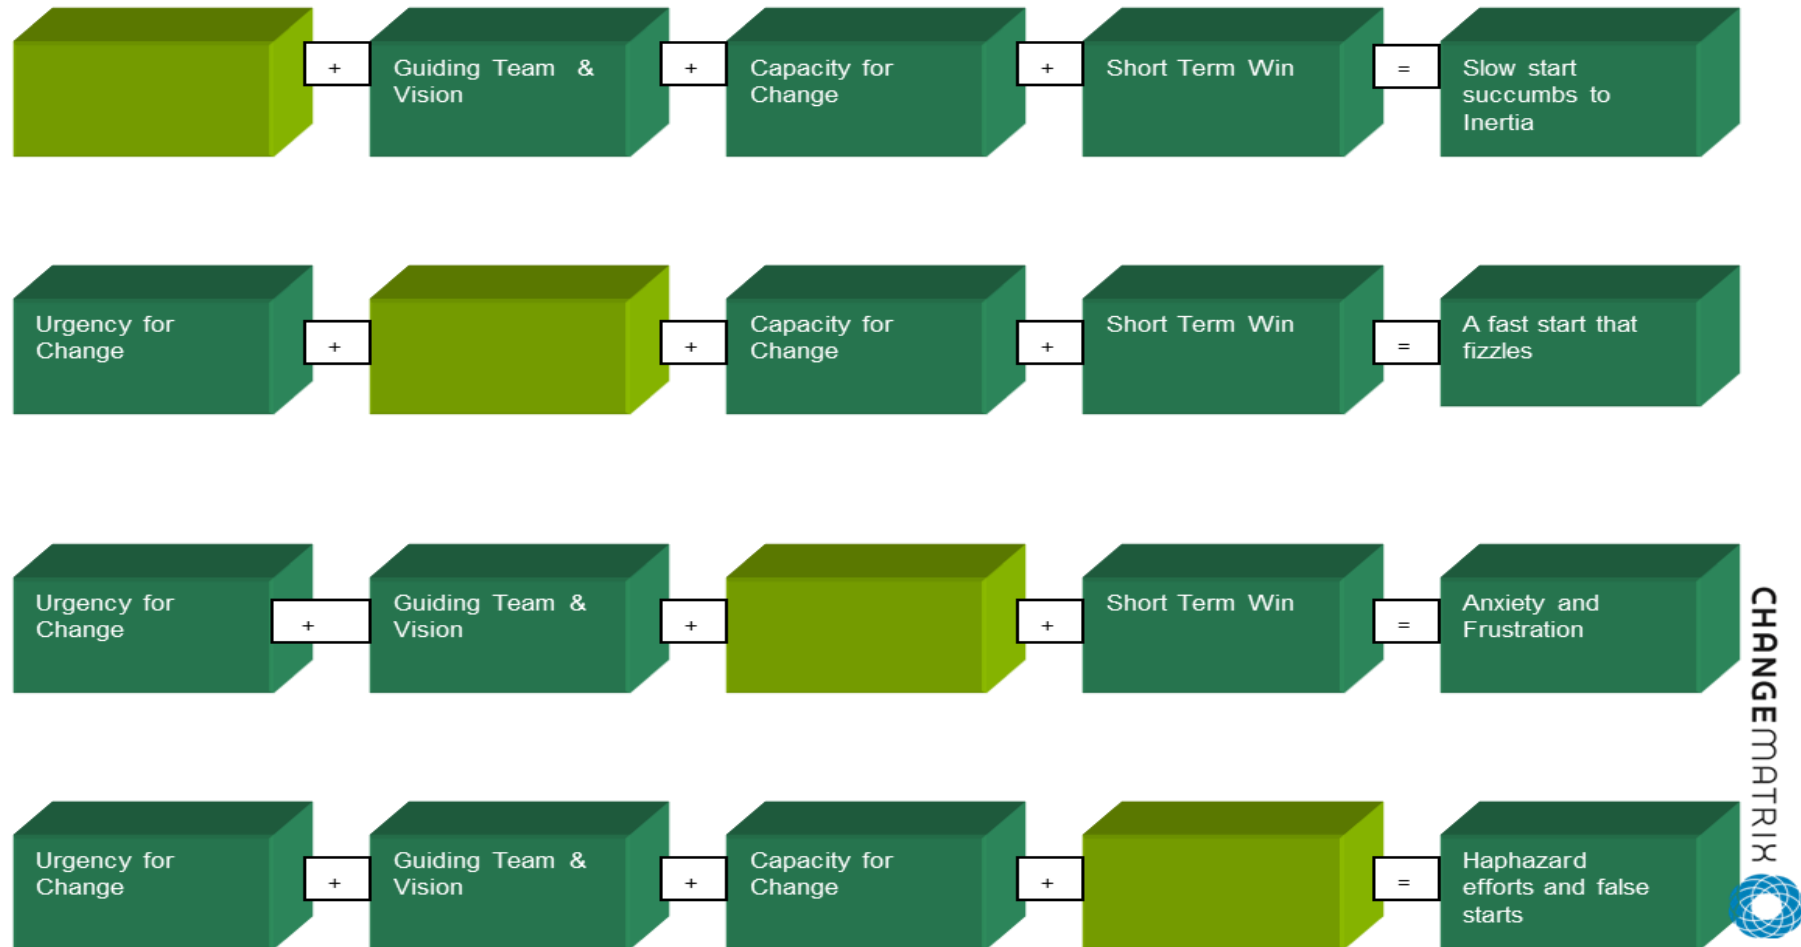 + Guiding Team & + Capacity for + Short Term Win = Slow start
Vision Change succumbs to
Inertia
Urgency for + + Capacity for + Short Term Win = A fast start that
Change Change fizzles
Urgency for + Guiding Team & + + Short Term Win = Anxiety and
Change Vision Frustration
Urgency for + Guiding Team & + Capacity for + = Haphazard
Change Vision Change efforts and false
starts
CHANGEMATRIX